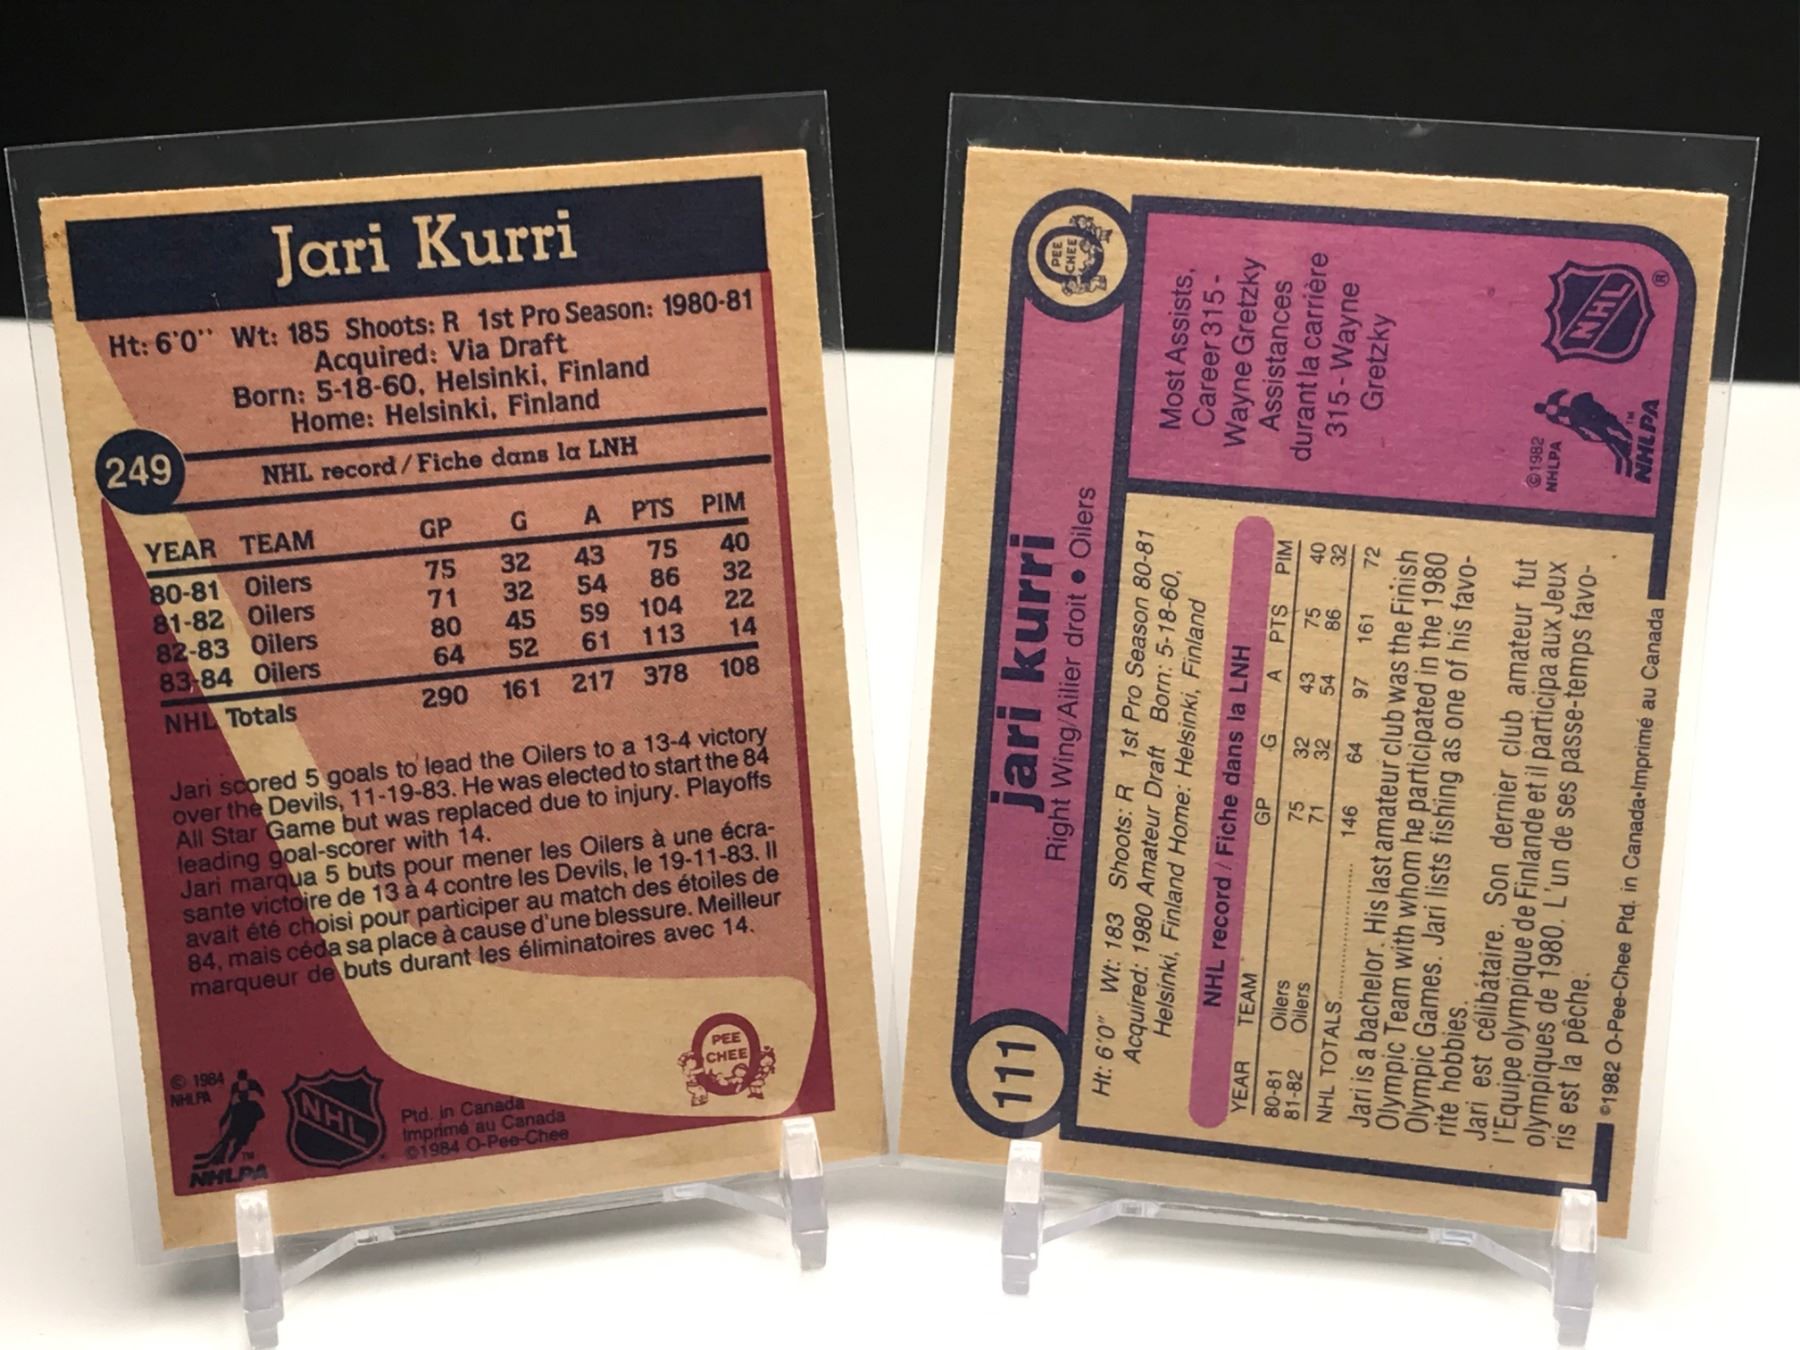 Jari Kurri
Ht: 6'0'' Wt: 185 Shoots: R 1st Pro Season: 1980-81
Acquired: Via Draft
Born: 5-18-60, Helsinki, Finland
Home: Helsinki, Finland
249
NHL record / Fiche dans la LNH
YEAR TEAM GP G A PTS PIM
80-81 Oilers 75 32 43 75 40
81-82 Oilers 71 32 54 86 32
82-83 Oilers 80 45 59 104 22
83-84 Oilers 64 52 61 113 14
NHL Totals 290 161 217 378 108
Jari scored 5 goals to lead the Oilers to a 13-4 victory
over the Devils, 11-19-83. He was elected to start the 84
All Star Game but was replaced due to injury. Playoffs
leading goal-scorer with 14.
Jari marqua 5 buts pour mener les Oilers à une écra-
sante victoire de 13 à 4 contre les Devils, le 19-11-83. Il
avait été choisi pour participer au match des étoiles de
84, mais céda sa place à cause d'une blessure. Meilleur
marqueur de buts durant les éliminatoires avec 14.
© 1984
NHLPA
NHLPA
TM
NHL
Ptd. in Canada
Imprimé au Canada
©1984 O-Pee-Chee
PEE
CHEE
111
jari kurri
Right Wing/Ailier droit • Oilers
PEE
CHEE
Ht: 6'0" Wt: 183 Shoots: R 1st Pro Season 80-81
Acquired: 1980 Amateur Draft Born: 5-18-60,
Helsinki, Finland Home: Helsinki, Finland
NHL record / Fiche dans la LNH
YEAR TEAM GP G A PTS PIM
80-81 Oilers 75 32 43 75 40
81-82 Oilers 71 32 54 86 32
NHL TOTALS.................... 146 64 97 161 72
Jari is a bachelor. His last amateur club was the Finish
Olympic Team with whom he participated in the 1980
Olympic Games. Jari lists fishing as one of his favo-
rite hobbies.
Jari est célibataire. Son dernier club amateur fut
l'Equipe olympique de Finlande et il participa aux Jeux
olympiques de 1980. L'un de ses passe-temps favo-
ris est la pêche.
©1982 O-Pee-Chee Ptd. in Canada•Imprimé au Canada
Most Assists,
Career 315 -
Wayne Gretzky
Assistances
durant la carrière
315 - Wayne
Gretzky
©1982
NHLPA
NHLPA
TM
NHL
®